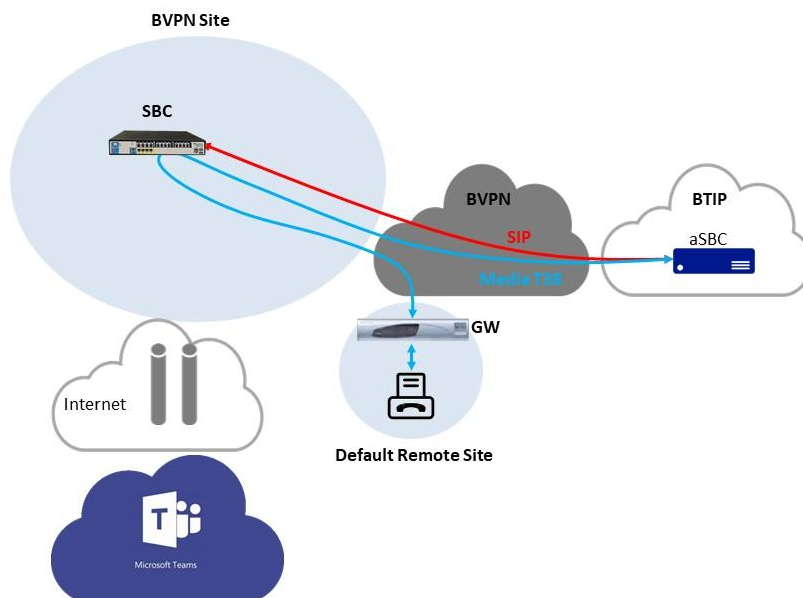 BVPN Site
SBC
BVPN
BTIP
aSBC
SIP
Media T38
GW
Internet
Default Remote Site
T
Microsoft Teams